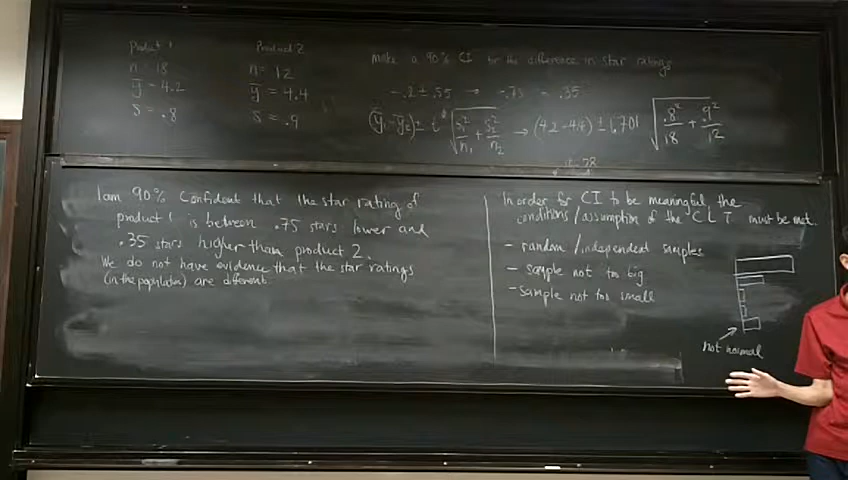 Product 1
n = 18
y̅ = 4.2
s = .8
Product 2
n = 12
y̅ = 4.4
s = .9
make a 90% CI for the difference in star ratings
-.2 ± .55 → -.75 - .35
(y̅₁ - y̅₂) ± t √(s₁²/n₁ + s₂²/n₂) → (4.2 - 4.4) ± 1.701 √(.8²/18 + .9²/12)
I am 90% Confident that the star rating of
product 1 is between .75 stars lower and
.35 stars higher than product 2.
We do not have evidence that the star ratings
(in the population) are different
In order for CI to be meaningful, the
conditions/assumption of the CLT must be met.
- random/independent samples
- sample not too big
- sample not too small
not normal